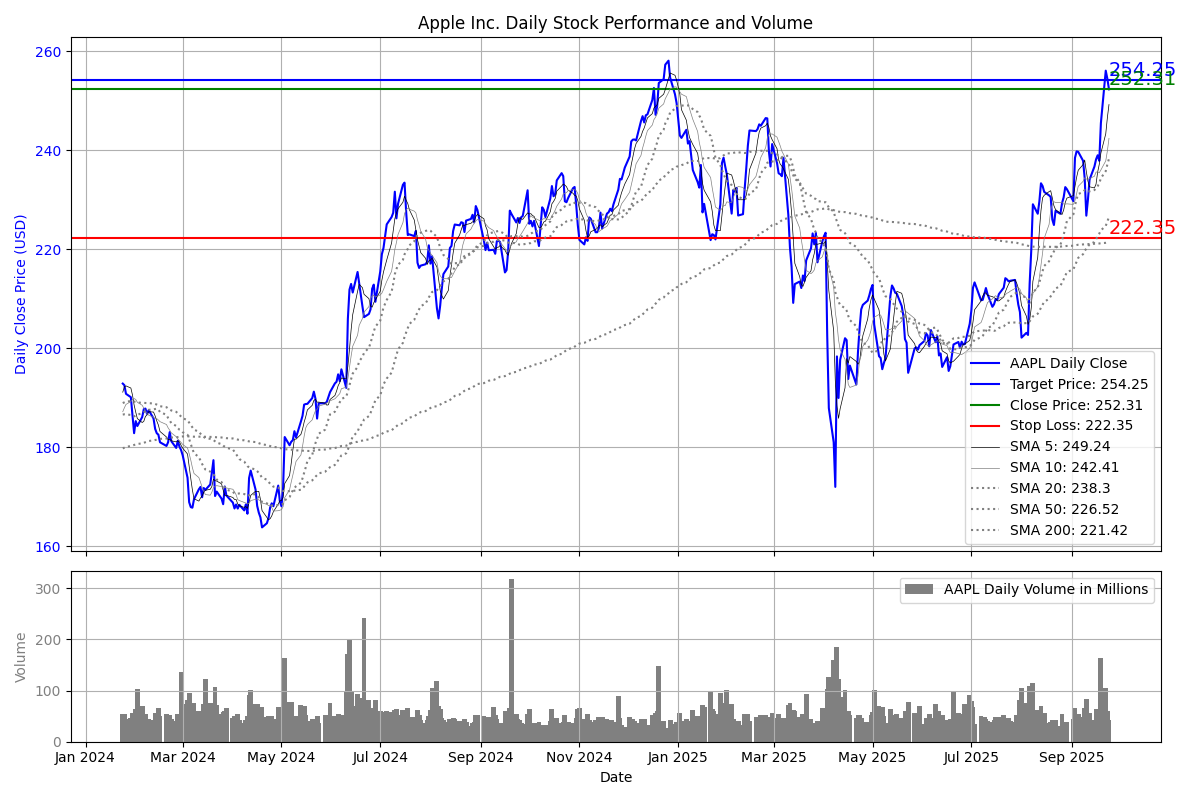 Apple Inc. Daily Stock Performance and Volume
Daily Close Price (USD)
260
240
220
200
180
160
254.25
252.31
222.35
AAPL Daily Close
Target Price: 254.25
Close Price: 252.31
Stop Loss: 222.35
SMA 5: 249.24
SMA 10: 242.41
SMA 20: 238.3
SMA 50: 226.52
SMA 200: 221.42
Volume
300
200
100
0
AAPL Daily Volume in Millions
Jan 2024 Mar 2024 May 2024 Jul 2024 Sep 2024 Nov 2024 Jan 2025 Mar 2025 May 2025 Jul 2025 Sep 2025
Date